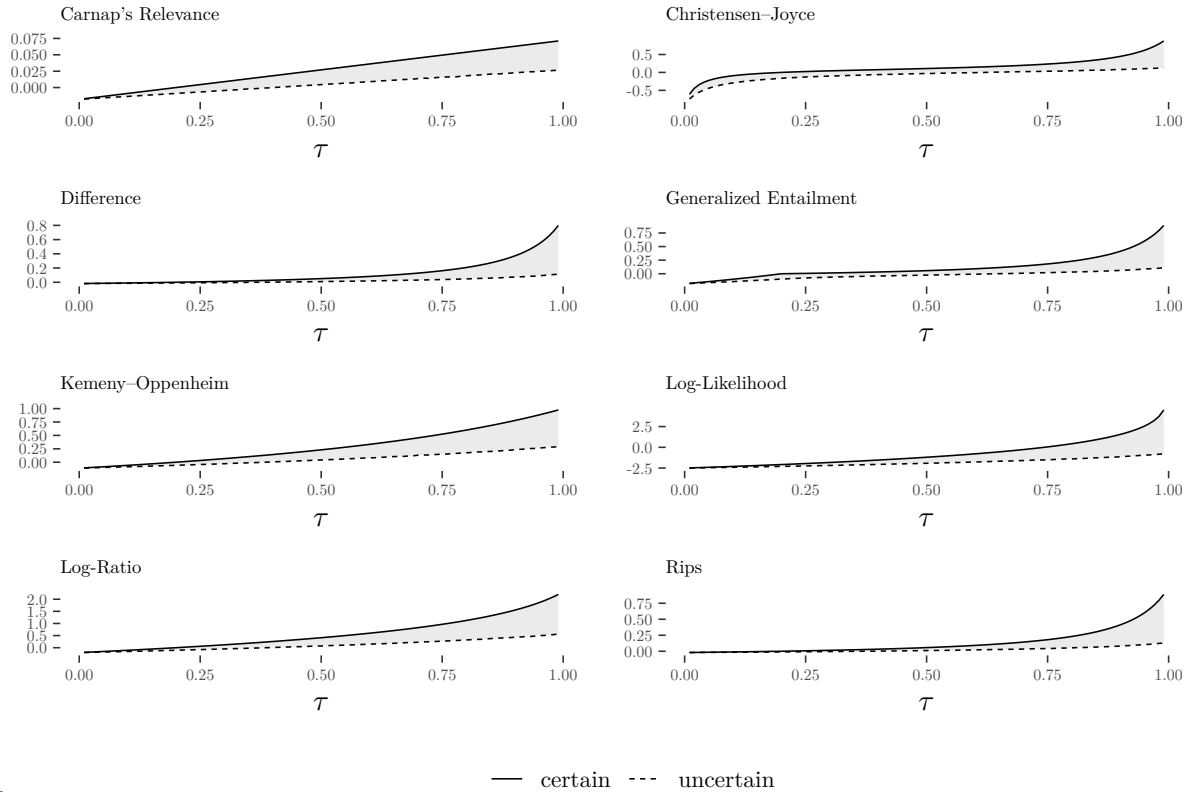 Carnap's Relevance
0.075
0.050
0.025
0.000
0.00 0.25 0.50 0.75 1.00
τ
Christensen–Joyce
0.5
0.0
-0.5
0.00 0.25 0.50 0.75 1.00
τ
Difference
0.8
0.6
0.4
0.2
0.0
0.00 0.25 0.50 0.75 1.00
τ
Generalized Entailment
0.75
0.50
0.25
0.00
0.00 0.25 0.50 0.75 1.00
τ
Kemeny–Oppenheim
1.00
0.75
0.50
0.25
0.00
0.00 0.25 0.50 0.75 1.00
τ
Log-Likelihood
2.5
0.0
-2.5
0.00 0.25 0.50 0.75 1.00
τ
Log-Ratio
2.0
1.5
1.0
0.5
0.0
0.00 0.25 0.50 0.75 1.00
τ
Rips
0.75
0.50
0.25
0.00
0.00 0.25 0.50 0.75 1.00
τ
certain uncertain